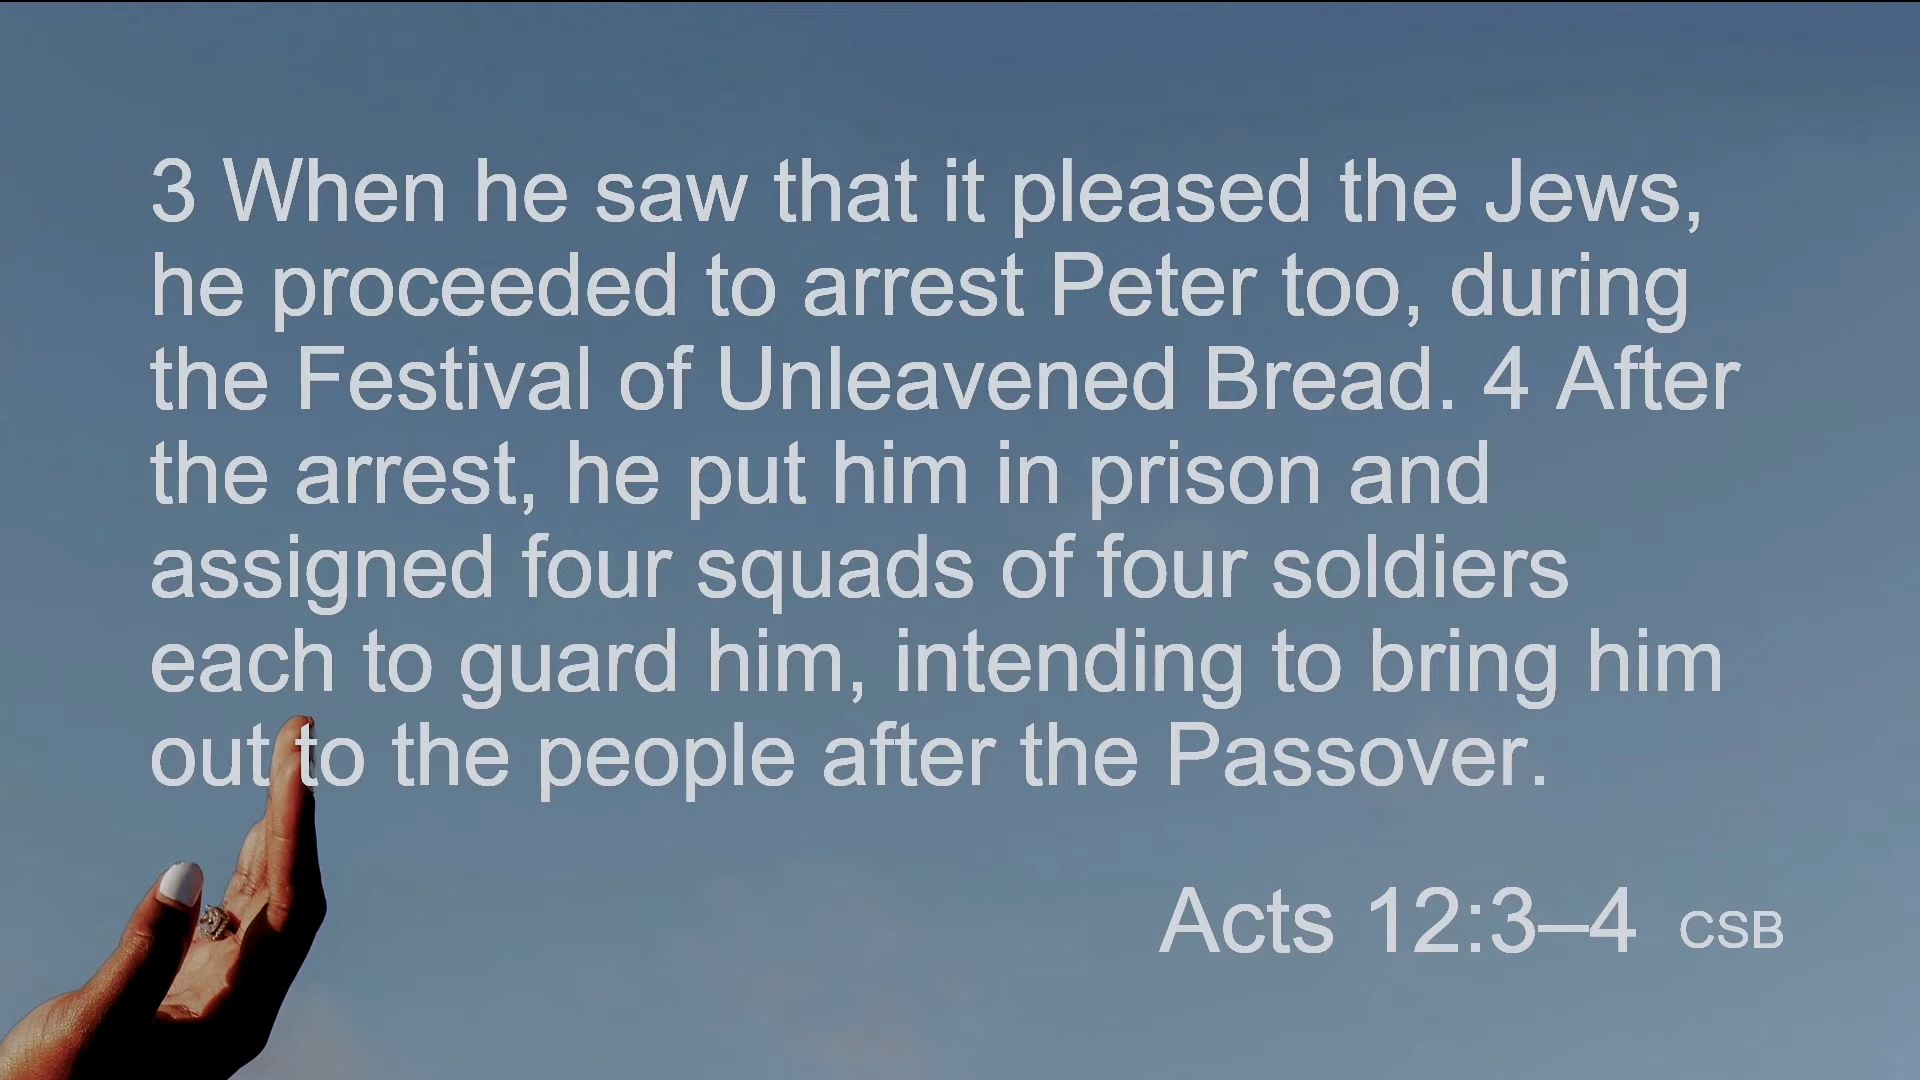 3 When he saw that it pleased the Jews,
he proceeded to arrest Peter too, during
the Festival of Unleavened Bread. 4 After
the arrest, he put him in prison and
assigned four squads of four soldiers
each to guard him, intending to bring him
out to the people after the Passover.
Acts 12:3–4 CSB